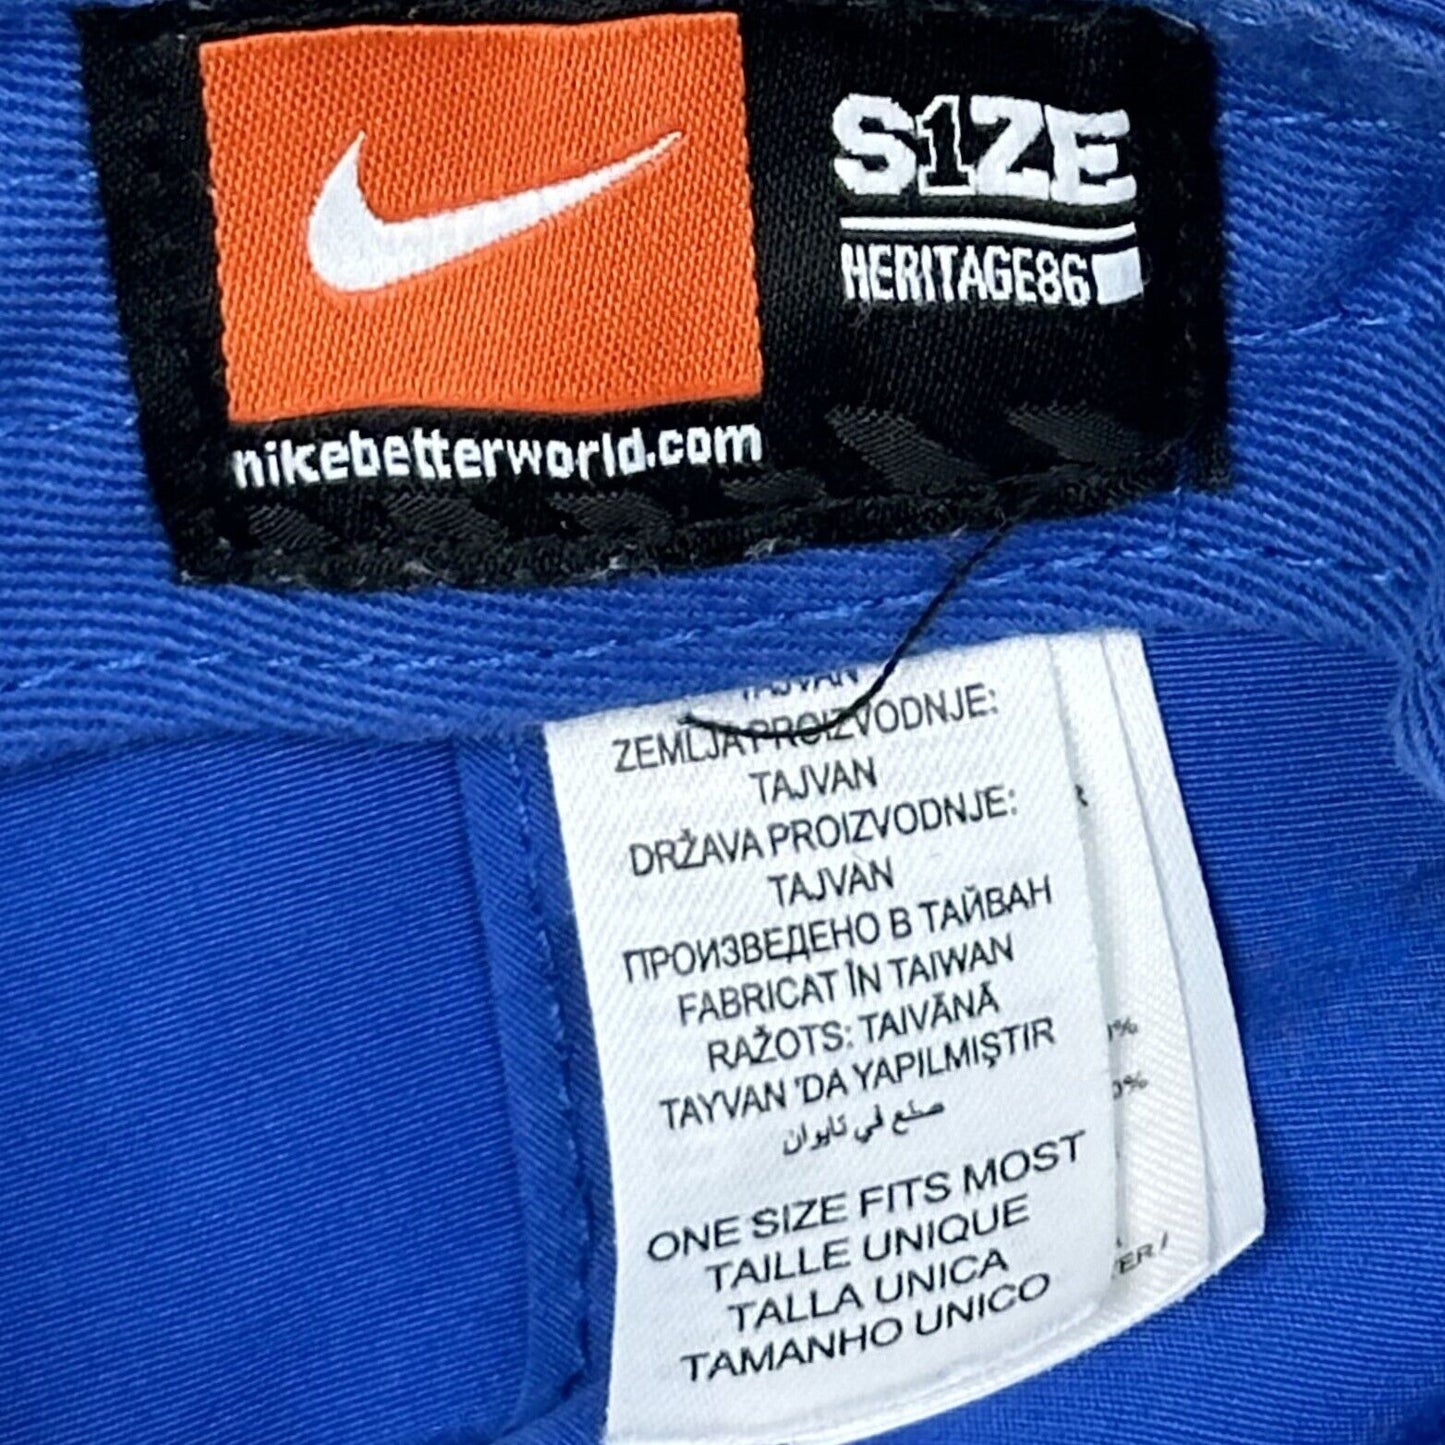 S1ZE
HERITAGE86
nikebetterworld.com
TAJVAN
ZEMLJA PROIZVODNJE:
TAJVAN
DRŽAVA PROIZVODNJE:
TAJVAN
ПРОИЗВЕДЕНО В ТАЙВАН
FABRICAT ÎN TAIWAN
RAŽOTS: TAIVĀNĀ
TAYVAN 'DA YAPILMIŞTIR
صنع في تايوان
ONE SIZE FITS MOST
TAILLE UNIQUE
TALLA UNICA
TAMANHO UNICO